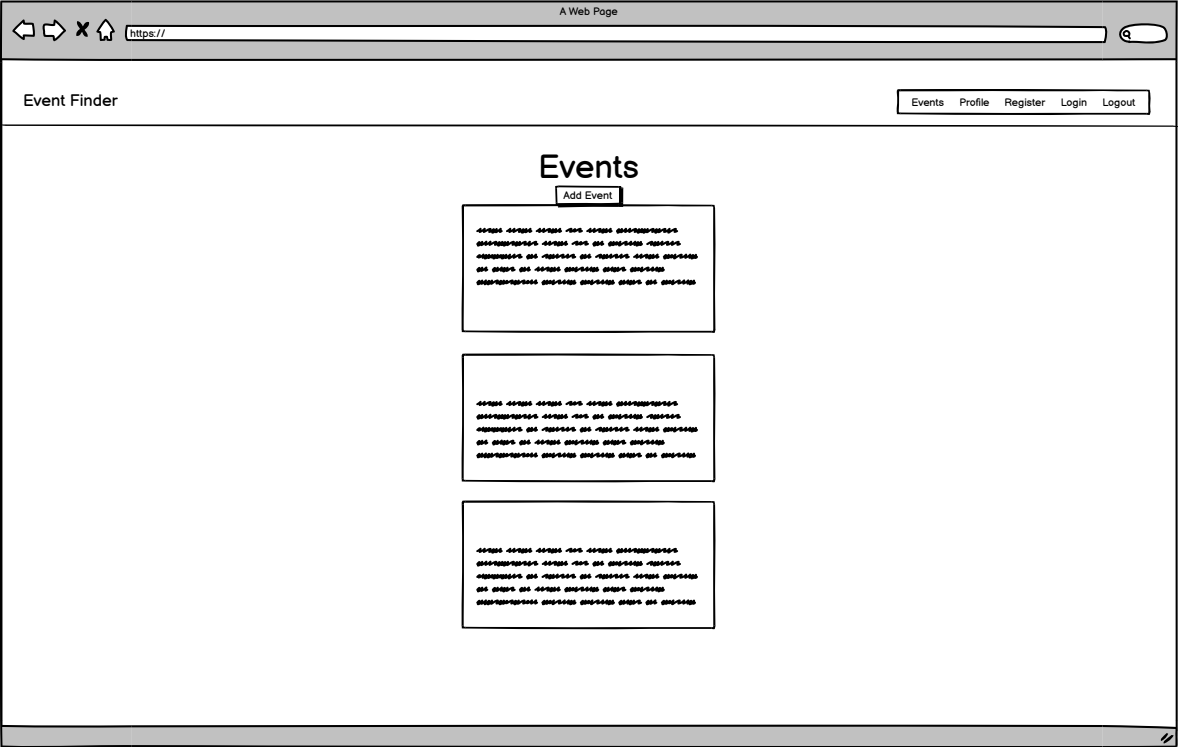 A Web Page
https://
Event Finder
Events Profile Register Login Logout
Events
Add Event